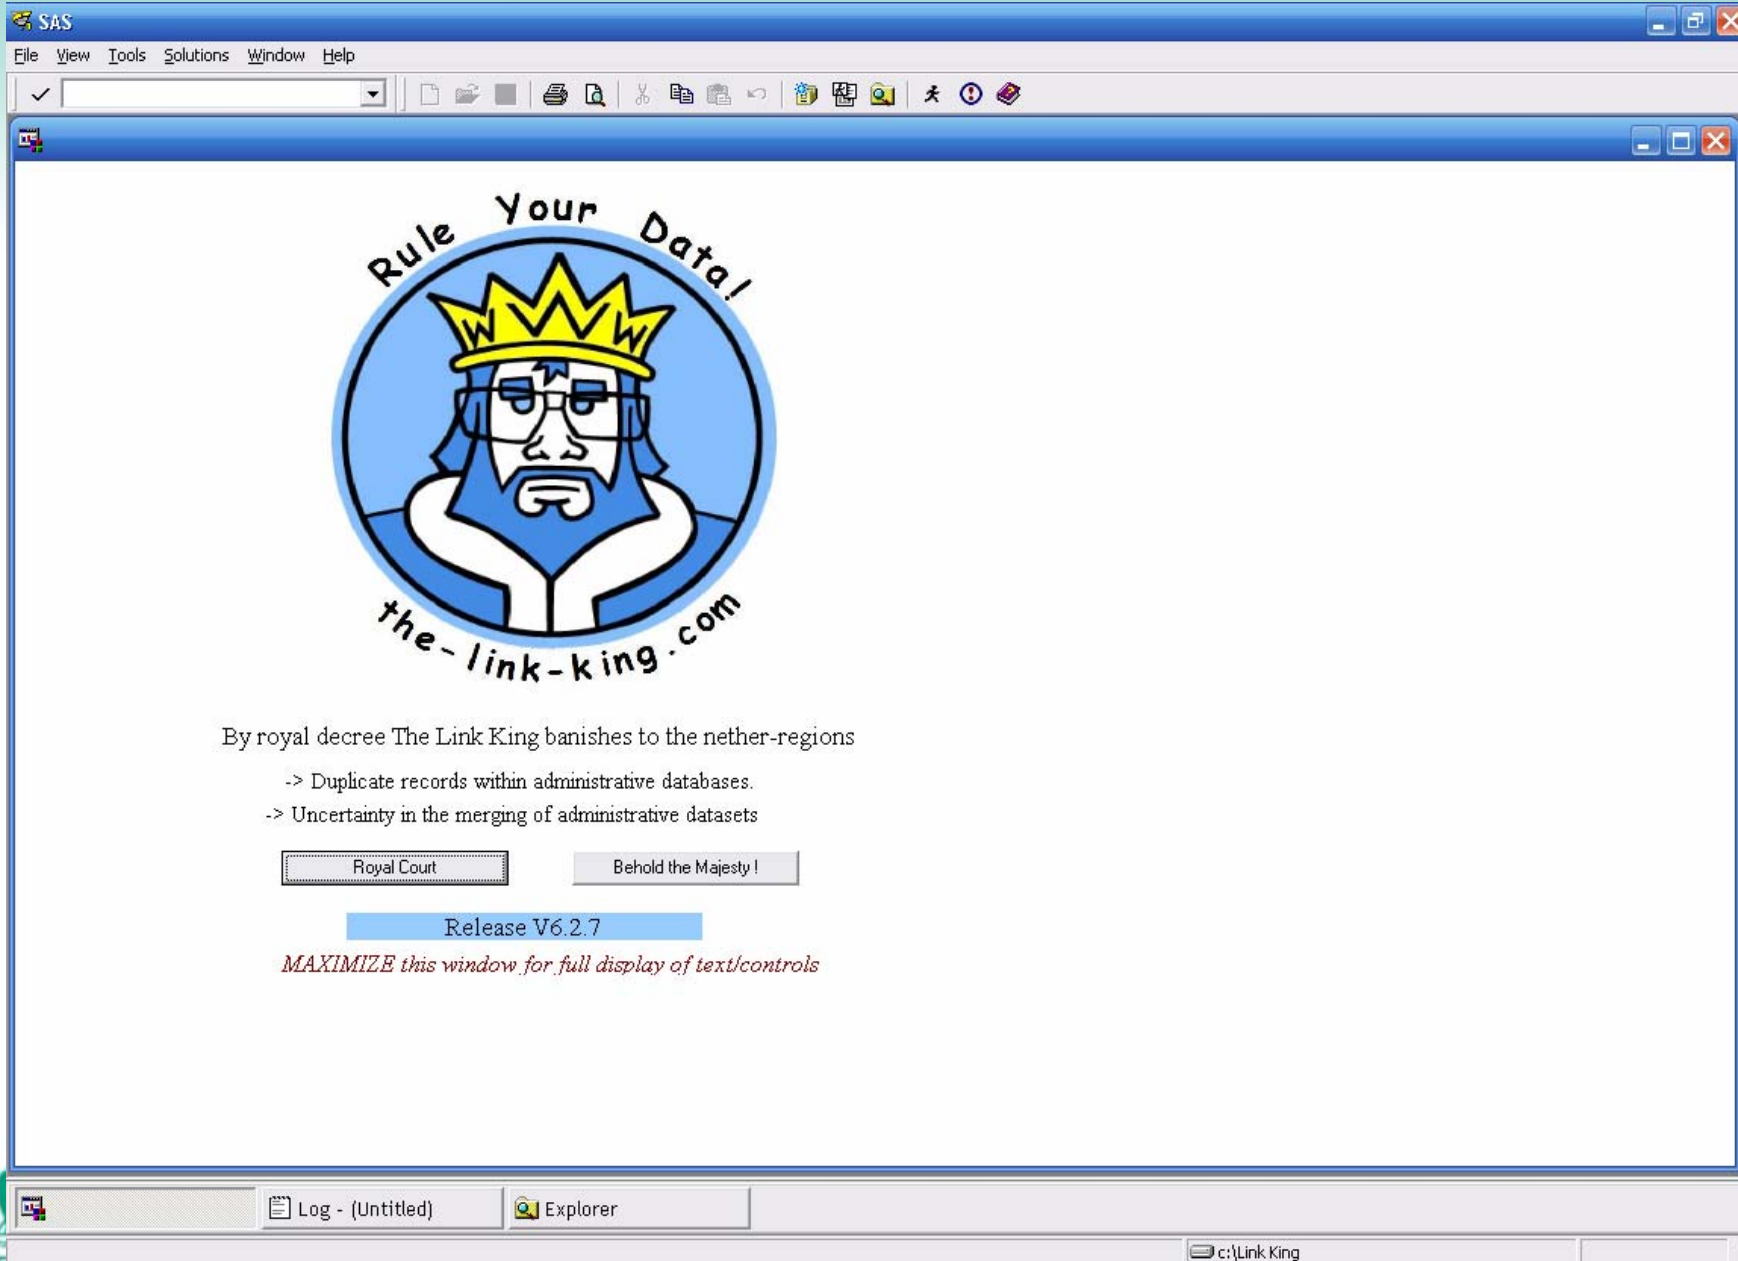 SAS
File View Tools Solutions Window Help
Rule Your Data!
W W
the-link-king.com
By royal decree The Link King banishes to the nether-regions
-> Duplicate records within administrative databases.
-> Uncertainty in the merging of administrative datasets
Royal Court Behold the Majesty !
Release V6.2.7
MAXIMIZE this window for full display of text/controls
Log - (Untitled) Explorer
c:\Link King